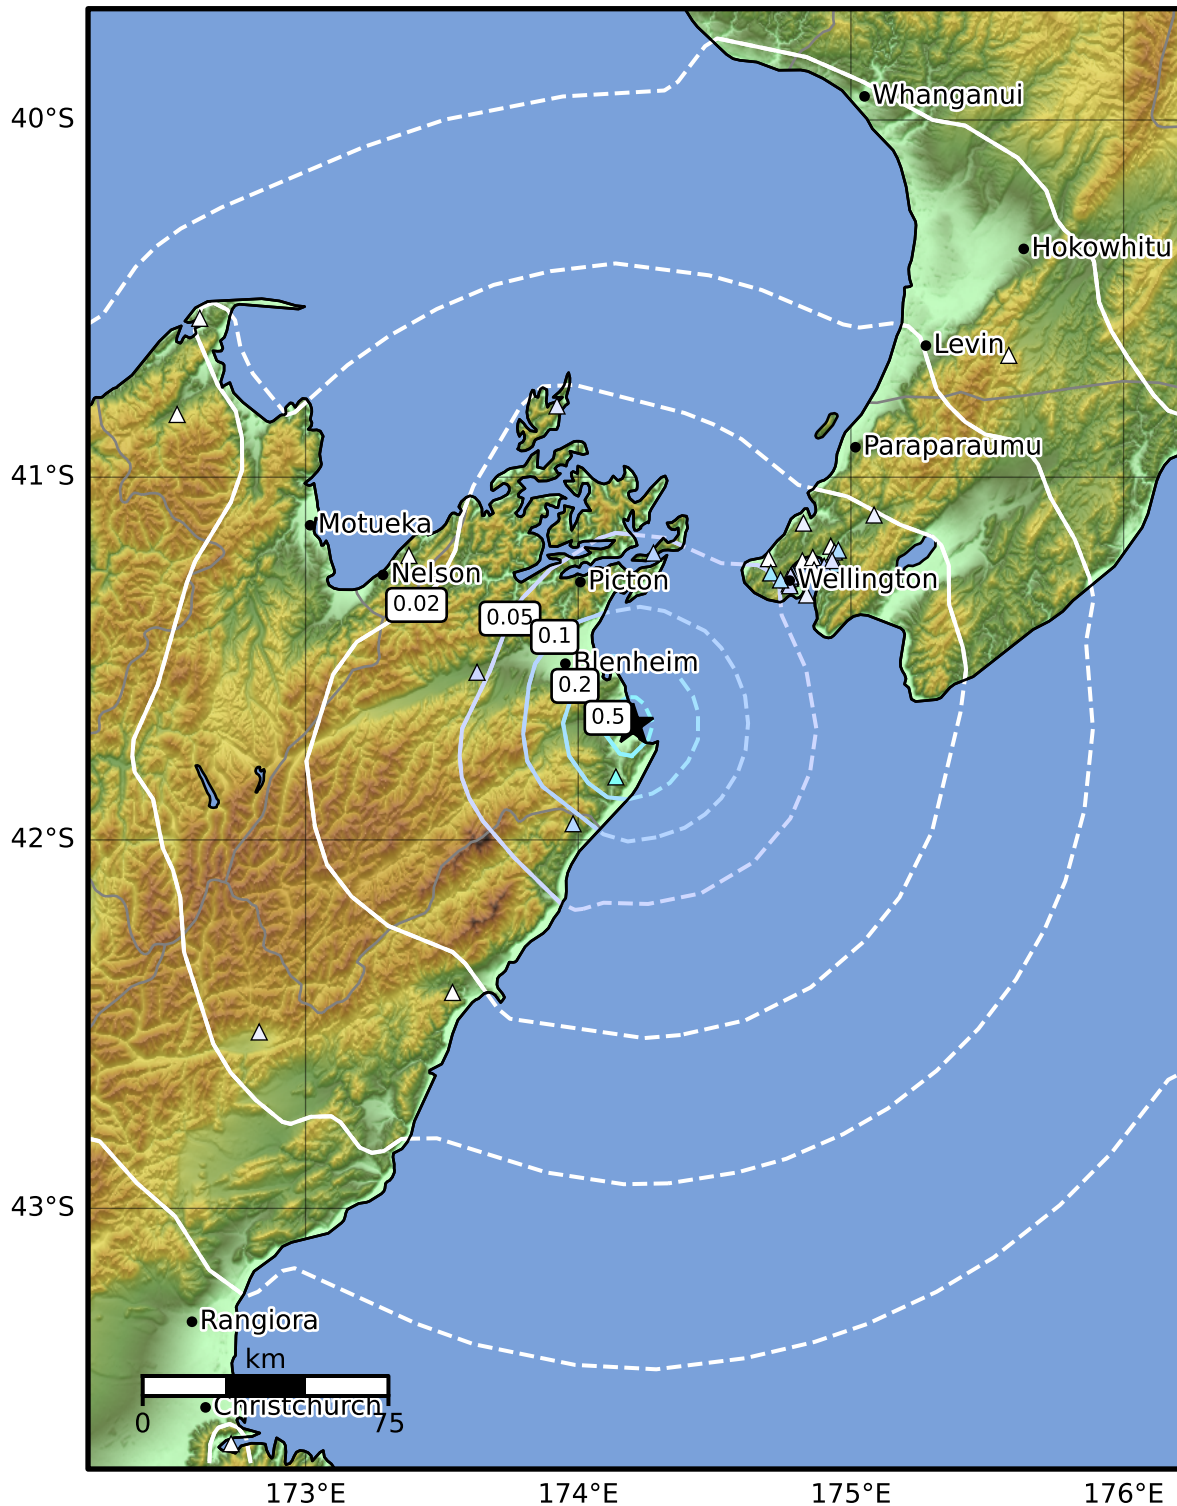 40°S
41°S
42°S
43°S
Whanganui
Hokowhitu
Levin
Paraparaumu
Motueka
Nelson
Picton
Wellington
0.02
0.05
0.1
Blenheim
0.2
0.5
Rangiora
km
Christchurch
0
75
173°E
174°E
175°E
176°E